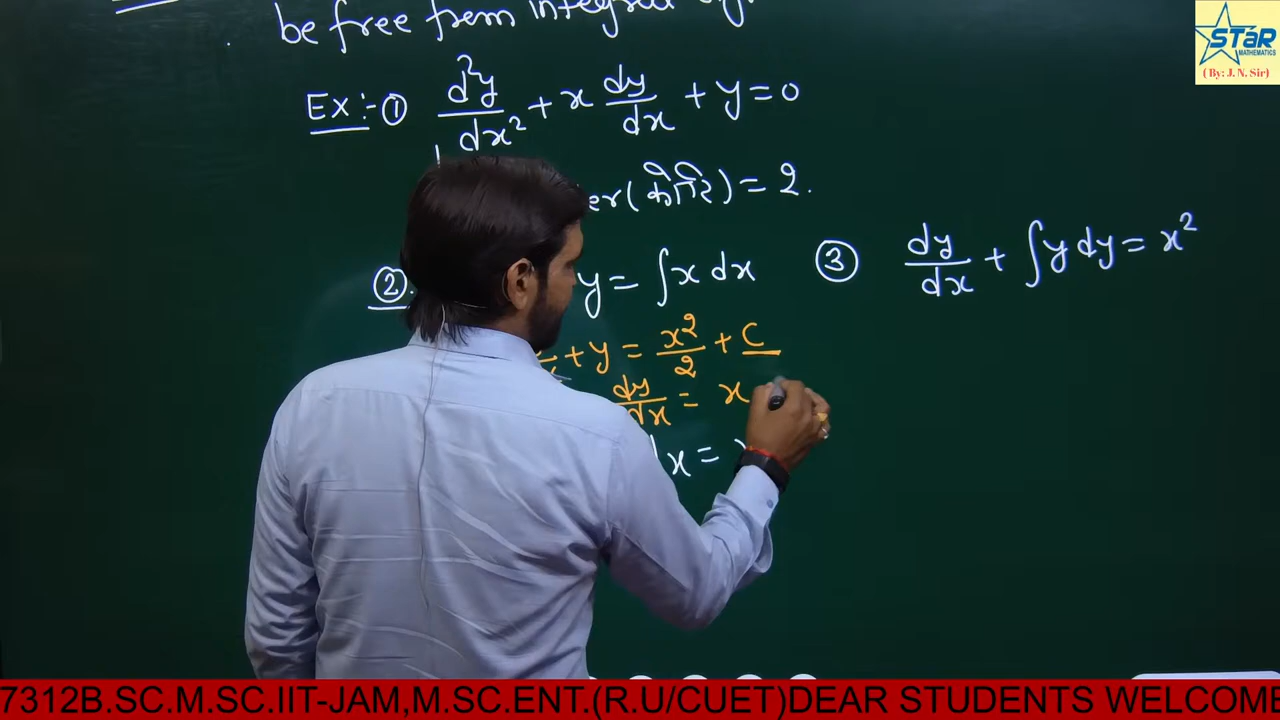 be free from integral
Ex:-① d²y/dx² + x dy/dx + y = 0
er (कोटि) = 2.
②. y = ∫x dx
+ y = x²/2 + C
dy/dx = x
dx =
③ dy/dx + ∫y dy = x²
STaR
MATHEMATICS
( By: J. N. Sir)
7312B.SC.M.SC.IIT-JAM,M.SC.ENT.(R.U/CUET)DEAR STUDENTS WELCOME